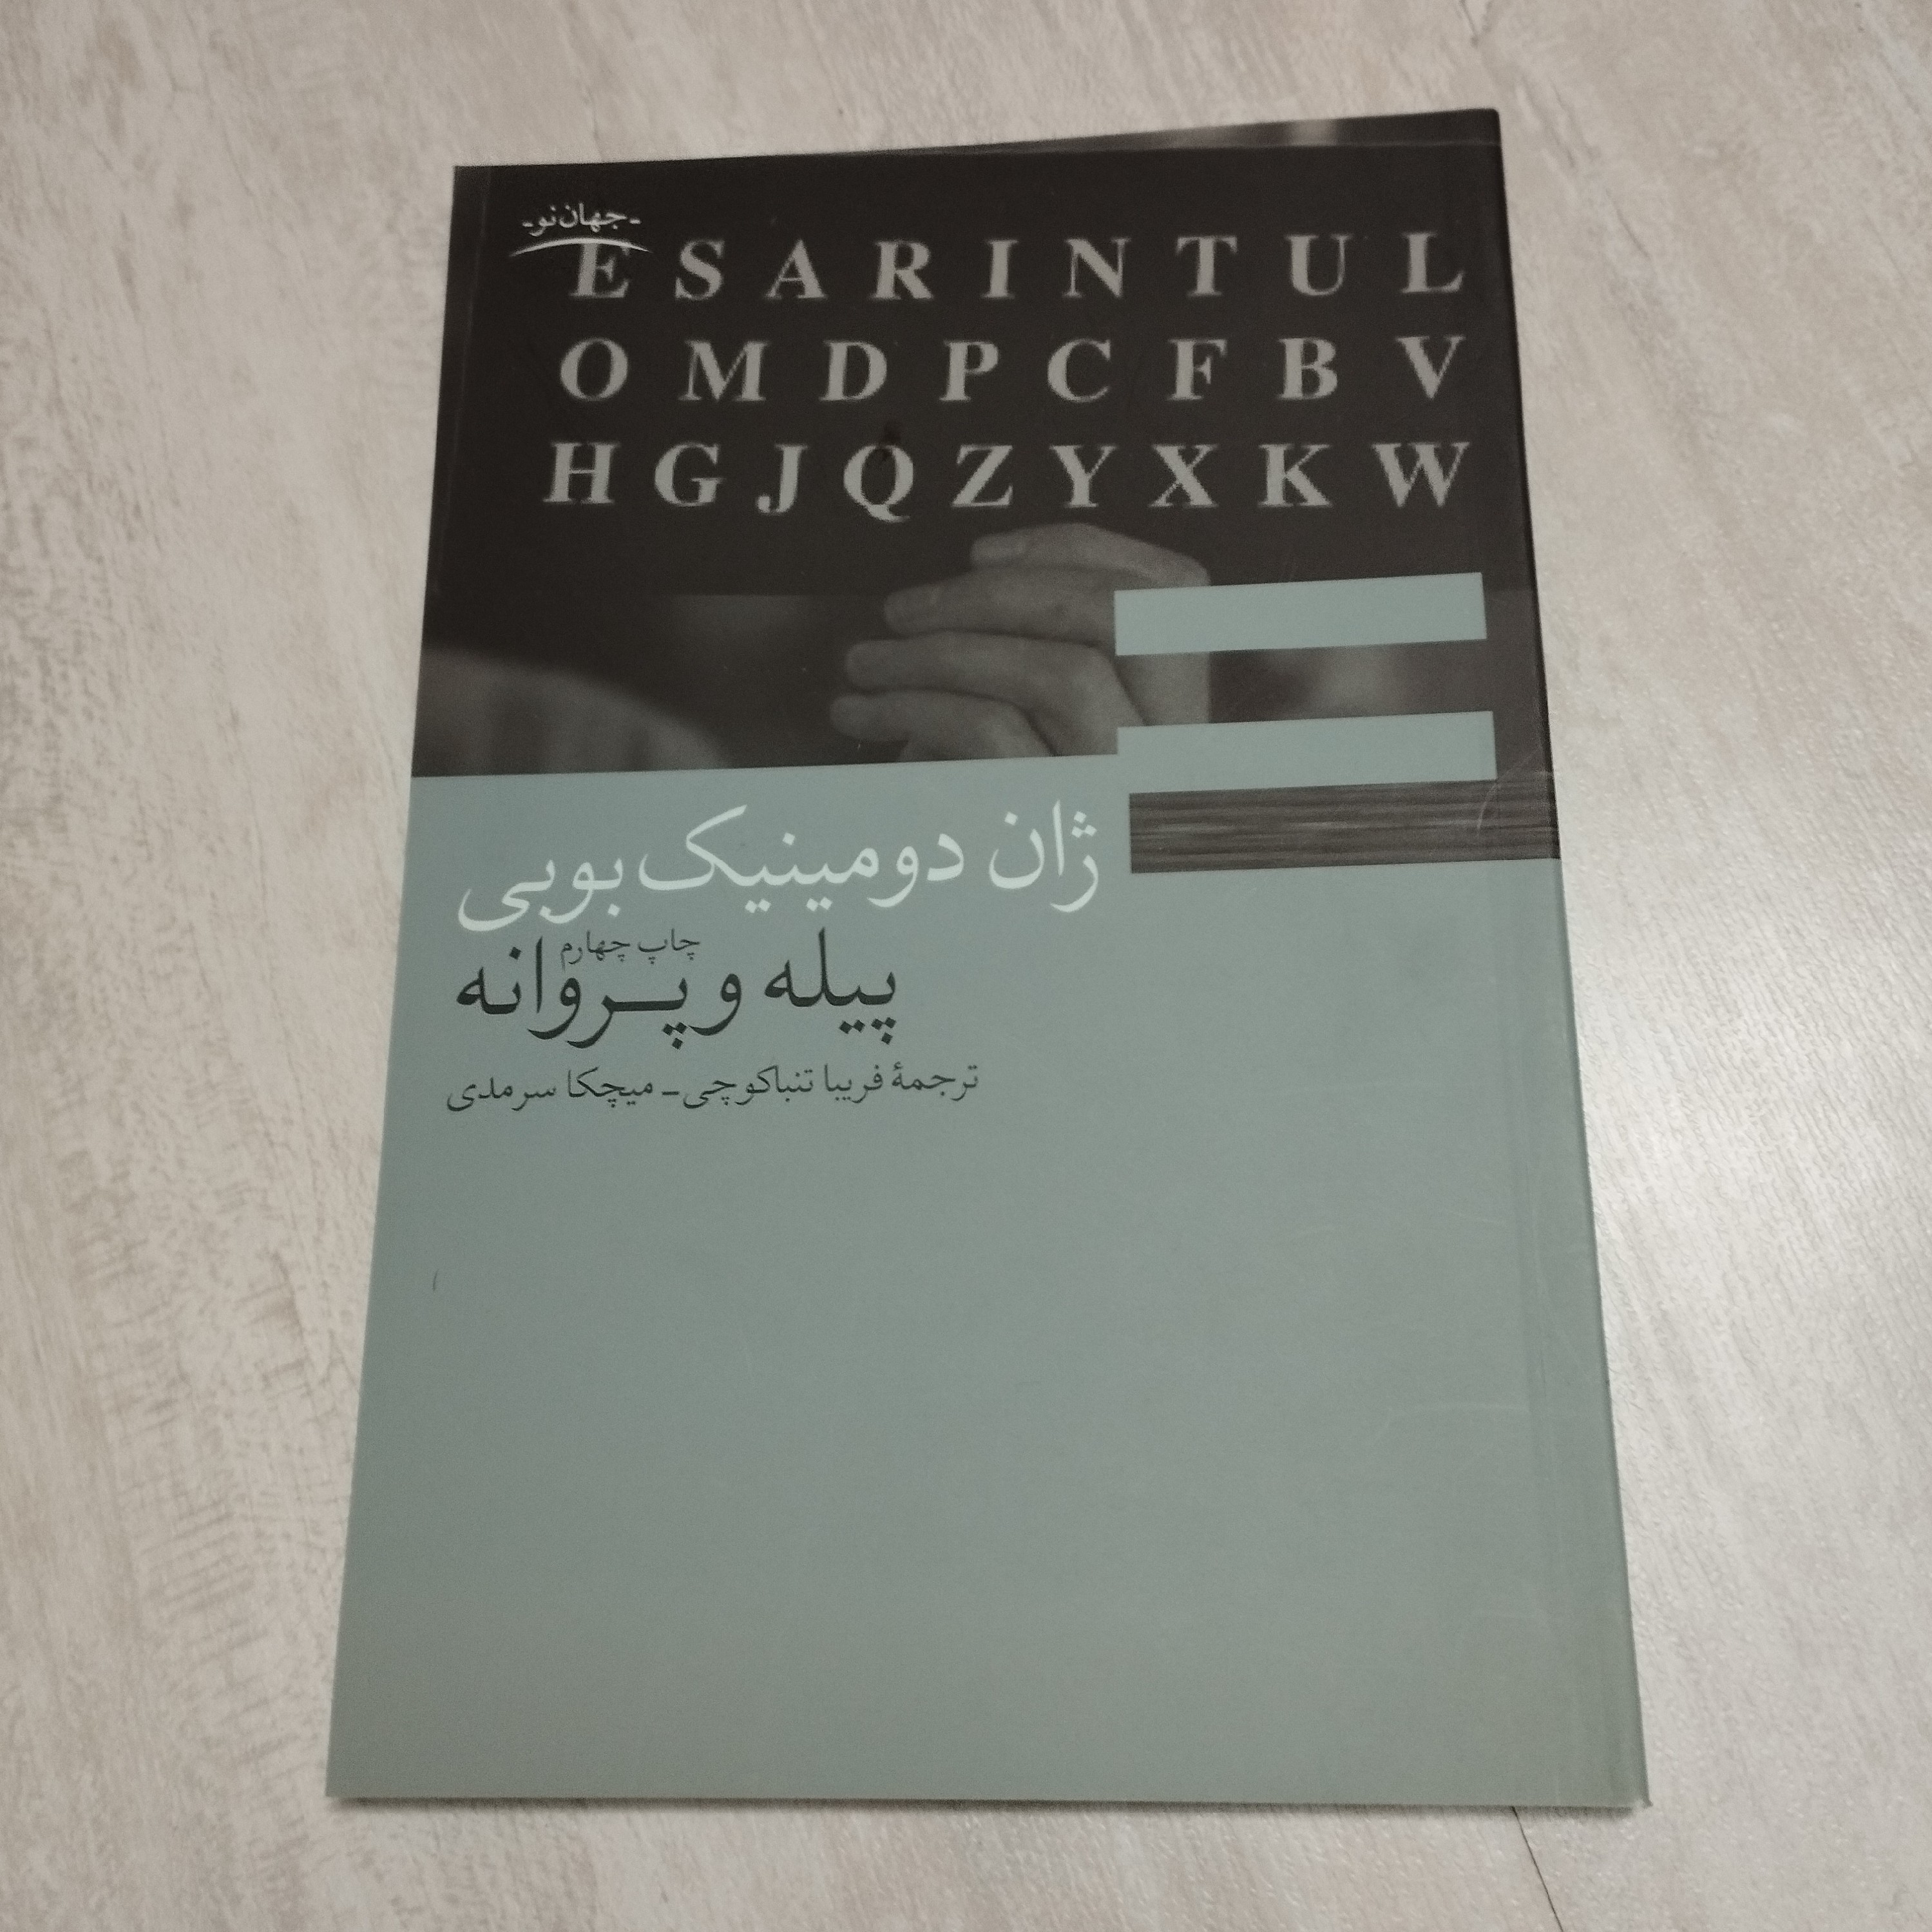 -جهان‌نو-
E S A R I N T U L
O M D P C F B V
H G J Q Z Y X K W
ژان دومینیک بوبی
چاپ چهارم
پیله و پروانه
ترجمهٔ فریبا تنباکوچی - میچکا سرمدی